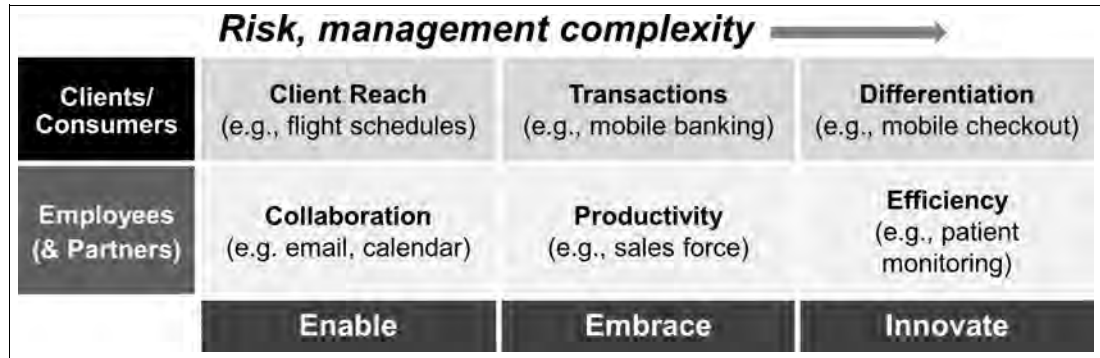 Risk, management complexity
Clients/
Consumers
Client Reach
(e.g., flight schedules)
Transactions
(e.g., mobile banking)
Differentiation
(e.g., mobile checkout)
Employees
(& Partners)
Collaboration
(e.g. email, calendar)
Productivity
(e.g., sales force)
Efficiency
(e.g., patient
monitoring)
Enable
Embrace
Innovate